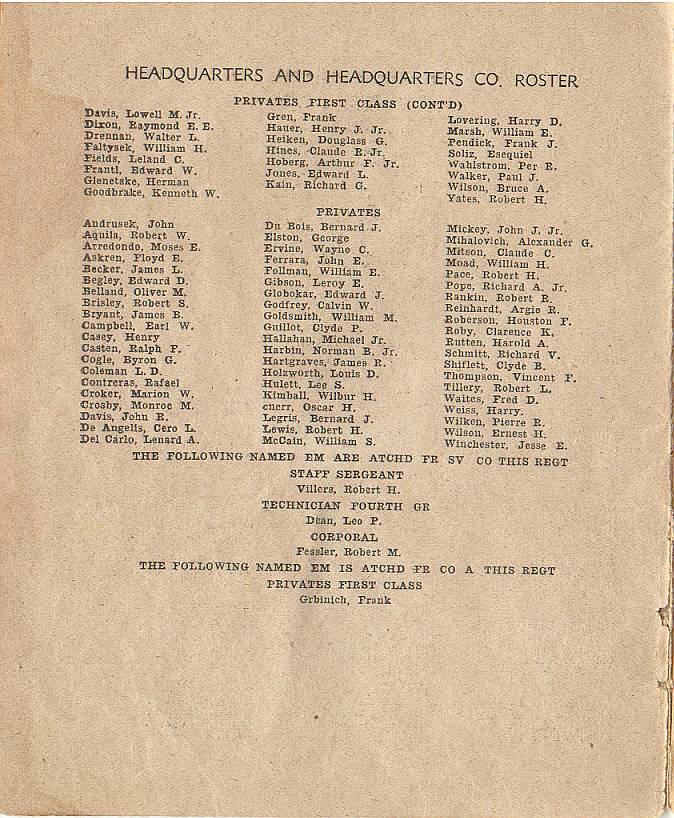 HEADQUARTERS AND HEADQUARTERS CO. ROSTER
PRIVATES FIRST CLASS (CONT'D)
Davis, Lowell M. Jr.
Dixon, Raymond E. E.
Drennan, Walter L.
Faltysek, William H.
Fields, Leland C.
Frantl, Edward W.
Glenetske, Herman
Goodbrake, Kenneth W.
Gren, Frank
Hauer, Henry J. Jr.
Heiken, Douglass G.
Hines, Claude R. Jr.
Hoberg, Arthur F. Jr.
Jones, Edward L.
Kain, Richard G.
Lovering, Harry D.
Marsh, William E.
Pendick, Frank J.
Soliz, Esequiel
Wahlstrom, Per R.
Walker, Paul J.
Wilson, Bruce A.
Yates, Robert H.
PRIVATES
Andrusek, John
Aquila, Robert W.
Arredondo, Moses E.
Askren, Floyd E.
Becker, James L.
Begley, Edward D.
Belland, Oliver M.
Brisley, Robert S.
Bryant, James B.
Campbell, Earl W.
Casey, Henry
Casten, Ralph F.
Cogle, Byron G.
Coleman L. D.
Contreras, Rafael
Croker, Marion W.
Crosby, Monroe M.
Davis, John R.
De Angelis, Cero L.
Del Carlo, Lenard A.
Du Bois, Bernard J.
Elston, George
Ervine, Wayne C.
Ferrara, John E.
Follman, William E.
Gibson, Leroy E.
Globokar, Edward J.
Godfrey, Calvin W.
Goldsmith, William M.
Guillot, Clyde P.
Hallahan, Michael Jr.
Harbin, Norman B. Jr.
Hartgraves, James R.
Holzworth, Louis D.
Hulett, Lee S.
Kimball, Wilbur H.
cnerr, Oscar H.
Legris, Bernard J.
Lewis, Robert H.
McCain, William S.
Mickey, John J. Jr.
Mihalovich, Alexander G.
Mitson, Claude C.
Moad, William H.
Pace, Robert H.
Pope, Richard A. Jr.
Rankin, Robert R.
Reinhardt, Argie R.
Roberson, Houston F.
Roby, Clarence K.
Rutten, Harold A.
Schmitt, Richard V.
Shiflett, Clyde B.
Thompson, Vincent F.
Tillery, Robert L.
Waites, Fred D.
Weiss, Harry.
Wilken, Pierre R.
Wilson, Ernest H.
Winchester, Jesse E.
THE FOLLOWING NAMED EM ARE ATCHD FR SV CO THIS REGT
STAFF SERGEANT
Villers, Robert H.
TECHNICIAN FOURTH GR
Dean, Leo P.
CORPORAL
Fessler, Robert M.
THE FOLLOWING NAMED EM IS ATCHD FR CO A THIS REGT
PRIVATES FIRST CLASS
Grbinich, Frank